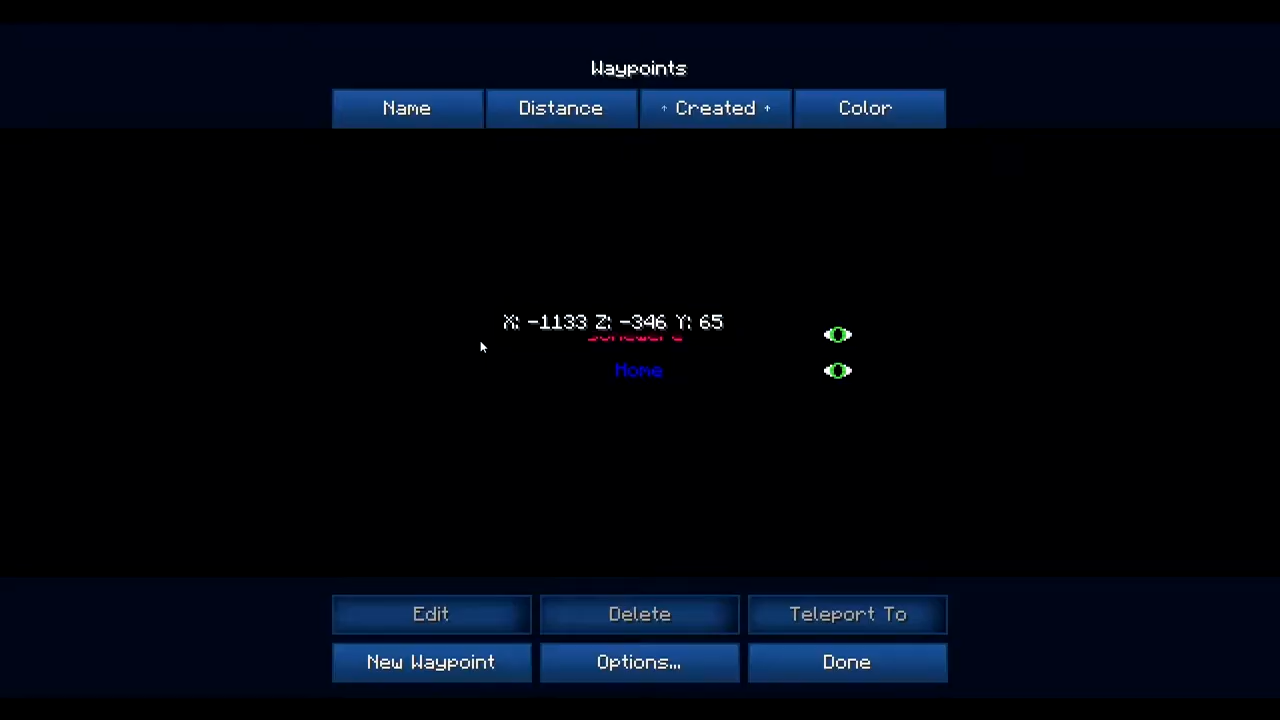 Waypoints
Name Distance ↑ Created ↑ Color
X: -1133 Z: -346 Y: 65
Home
Edit Delete Teleport To
New Waypoint Options... Done